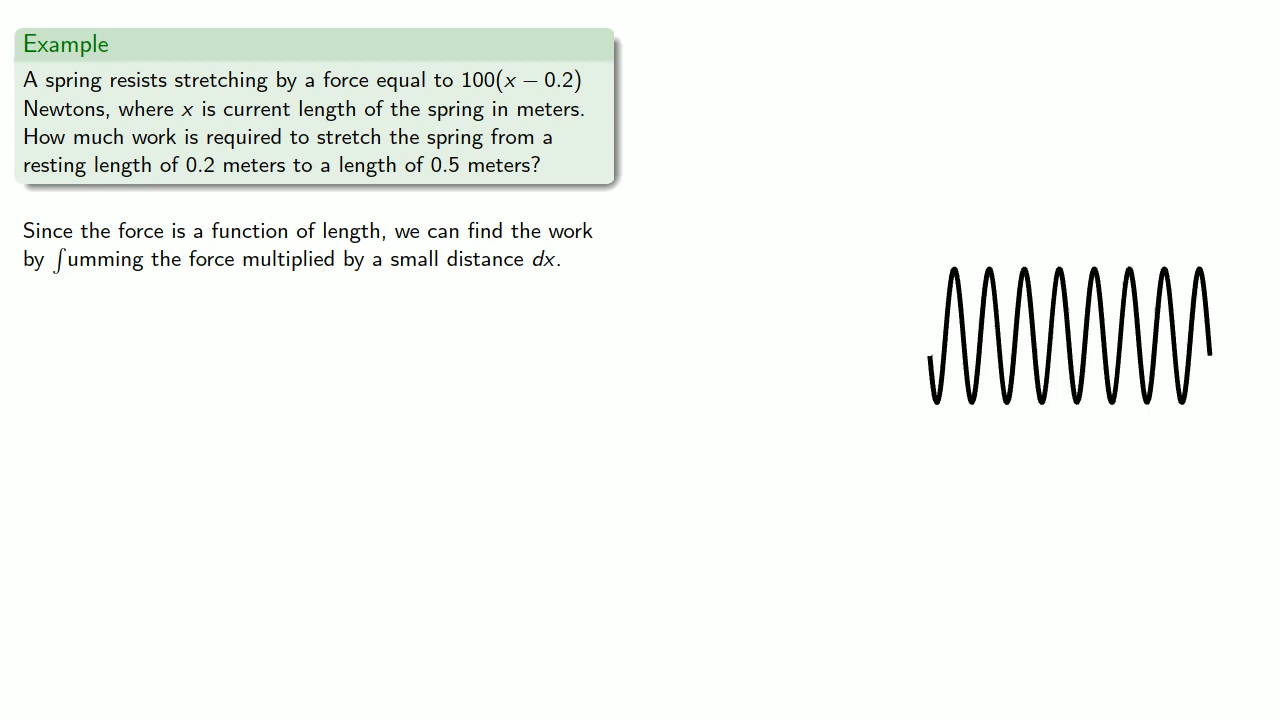 Example
A spring resists stretching by a force equal to 100(x − 0.2)
Newtons, where x is current length of the spring in meters.
How much work is required to stretch the spring from a
resting length of 0.2 meters to a length of 0.5 meters?
Since the force is a function of length, we can find the work
by ∫umming the force multiplied by a small distance dx.